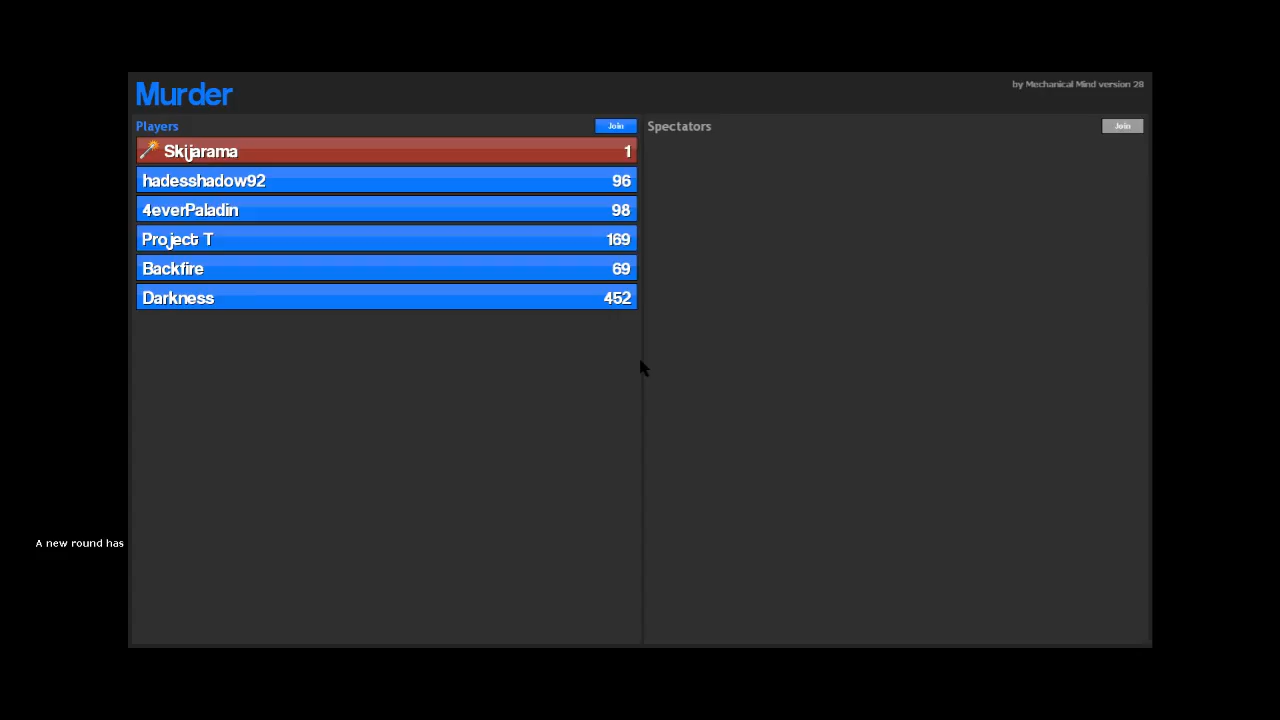 Murder
by Mechanical Mind version 28
Players
Join
Spectators
Join
Skijarama 1
hadesshadow92 96
4everPaladin 98
Project T 169
Backfire 69
Darkness 452
A new round has